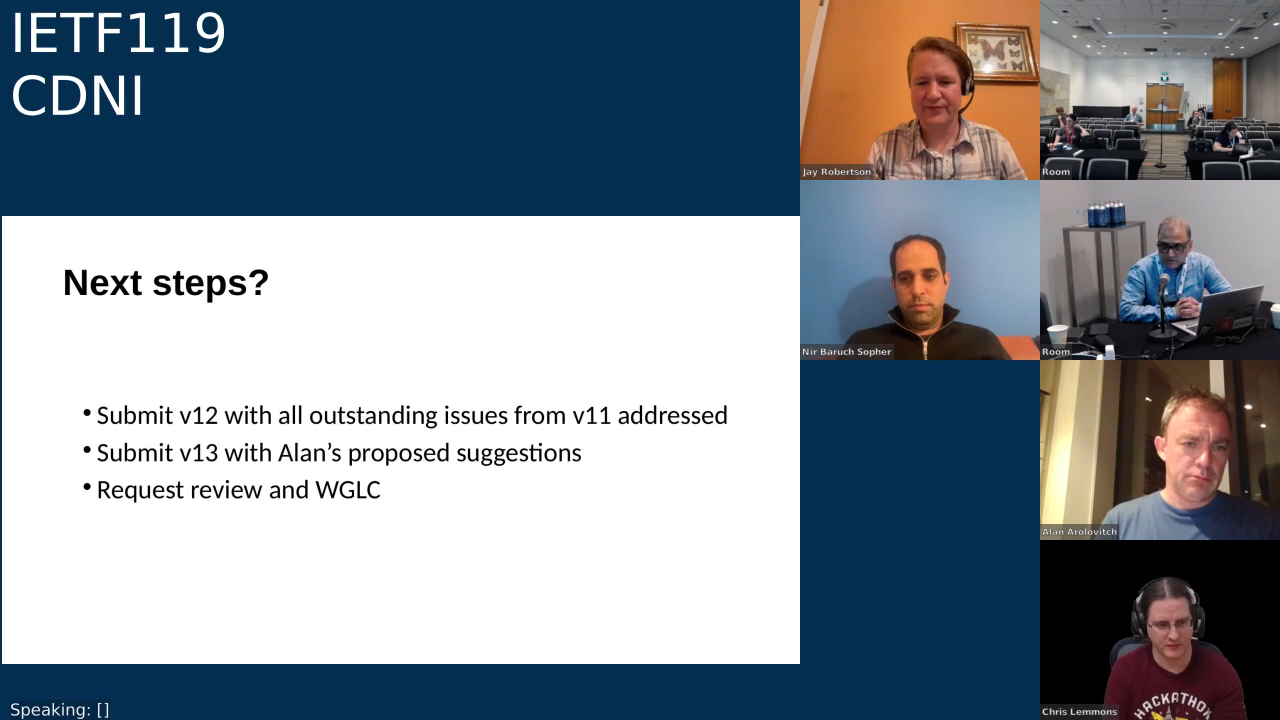 IETF119
CDNI
Next steps?
• Submit v12 with all outstanding issues from v11 addressed
• Submit v13 with Alan’s proposed suggestions
• Request review and WGLC
Speaking: []
Jay Robertson
Room
Nir Baruch Sopher
Room
Alan Arolovitch
HACKATHON
Chris Lemmons